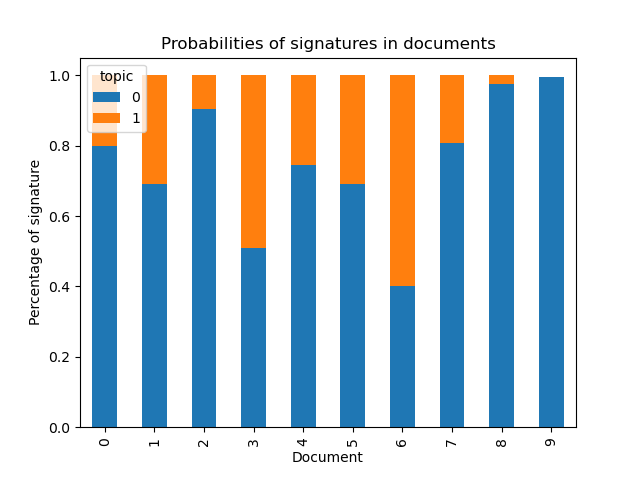 Probabilities of signatures in documents
topic
0
1
Percentage of signature
1.0
0.8
0.6
0.4
0.2
0.0
0 1 2 3 4 5 6 7 8 9
Document